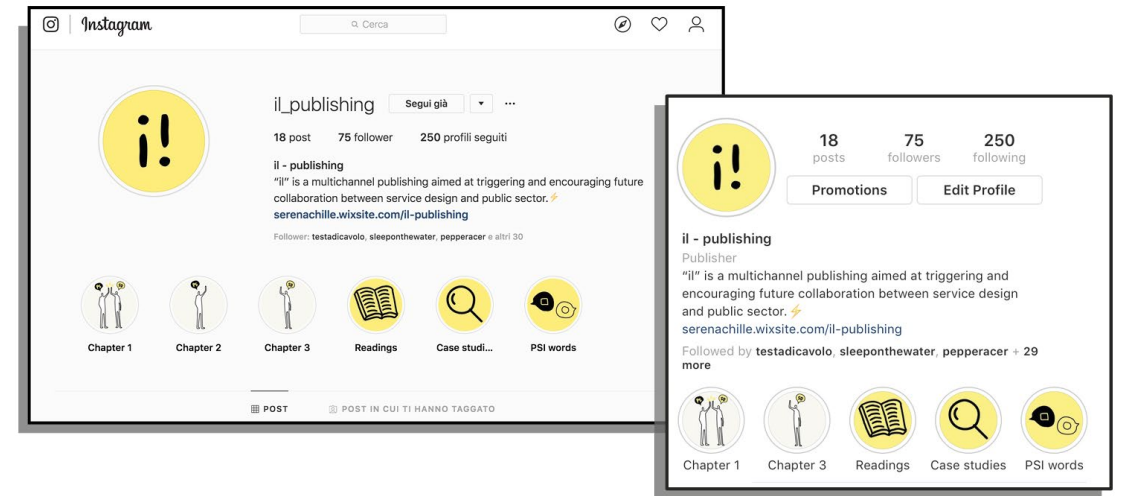 Instagram
Cerca
il_publishing Segui già ...
18 post 75 follower 250 profili seguiti
il - publishing
“il” is a multichannel publishing aimed at triggering and encouraging future
collaboration between service design and public sector.⚡
serenachille.wixsite.com/il-publishing
Follower: testadicavolo, sleeponthewater, pepperacer e altri 30
Chapter 1 Chapter 2 Chapter 3 Readings Case studi... PSI words
POST POST IN CUI TI HANNO TAGGATO
i!
i!
18 75 250
posts followers following
Promotions Edit Profile
il - publishing
Publisher
“il” is a multichannel publishing aimed at triggering and
encouraging future collaboration between service design
and public sector.⚡
serenachille.wixsite.com/il-publishing
Followed by testadicavolo, sleeponthewater, pepperacer + 29
more
Chapter 1 Chapter 3 Readings Case studies PSI words